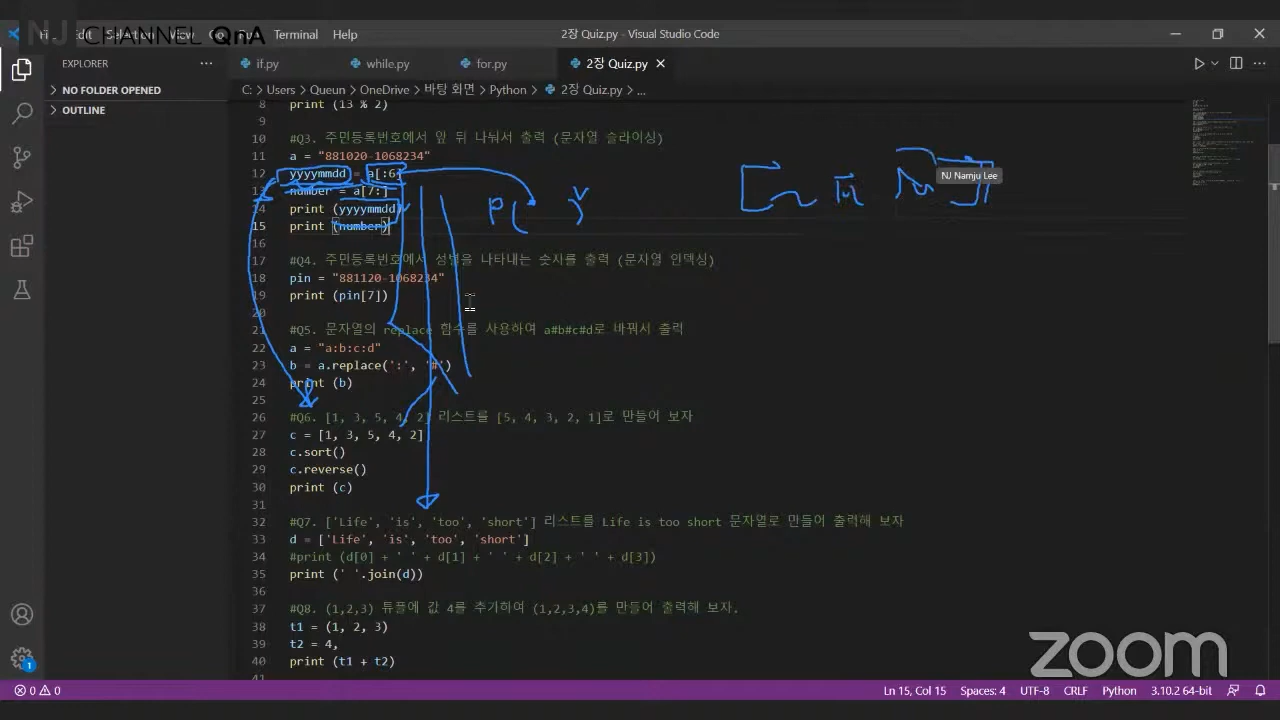 NJ CHANNEL QnA
File Edit Selection View Go Run Terminal Help
2장 Quiz.py - Visual Studio Code
EXPLORER
NO FOLDER OPENED
OUTLINE
if.py while.py for.py 2장 Quiz.py
C: > Users > Queun > OneDrive > 바탕 화면 > Python > 2장 Quiz.py > ...
8 print (13 % 2)
9
10 #Q3. 주민등록번호에서 앞 뒤 나눠서 출력 (문자열 슬라이싱)
11 a = "881020-1068234"
12 yyyymmdd = a[:6]
13 number = a[7:]
14 print (yyyymmdd)
15 print (number)
16
17 #Q4. 주민등록번호에서 성별을 나타내는 숫자를 출력 (문자열 인덱싱)
18 pin = "881120-1068234"
19 print (pin[7])
20
21 #Q5. 문자열의 replace 함수를 사용하여 a#b#c#d로 바꿔서 출력
22 a = "a:b:c:d"
23 b = a.replace(':', '#')
24 print (b)
25
26 #Q6. [1, 3, 5, 4, 2] 리스트를 [5, 4, 3, 2, 1]로 만들어 보자
27 c = [1, 3, 5, 4, 2]
28 c.sort()
29 c.reverse()
30 print (c)
31
32 #Q7. ['Life', 'is', 'too', 'short'] 리스트를 Life is too short 문자열로 만들어 출력해 보자
33 d = ['Life', 'is', 'too', 'short']
34 #print (d[0] + ' ' + d[1] + ' ' + d[2] + ' ' + d[3])
35 print (' '.join(d))
36
37 #Q8. (1,2,3) 튜플에 값 4를 추가하여 (1,2,3,4)를 만들어 출력해 보자.
38 t1 = (1, 2, 3)
39 t2 = 4,
40 print (t1 + t2)
41
P( )
NJ Namju Lee
zoom
1
0 0
Ln 15, Col 15 Spaces: 4 UTF-8 CRLF Python 3.10.2 64-bit